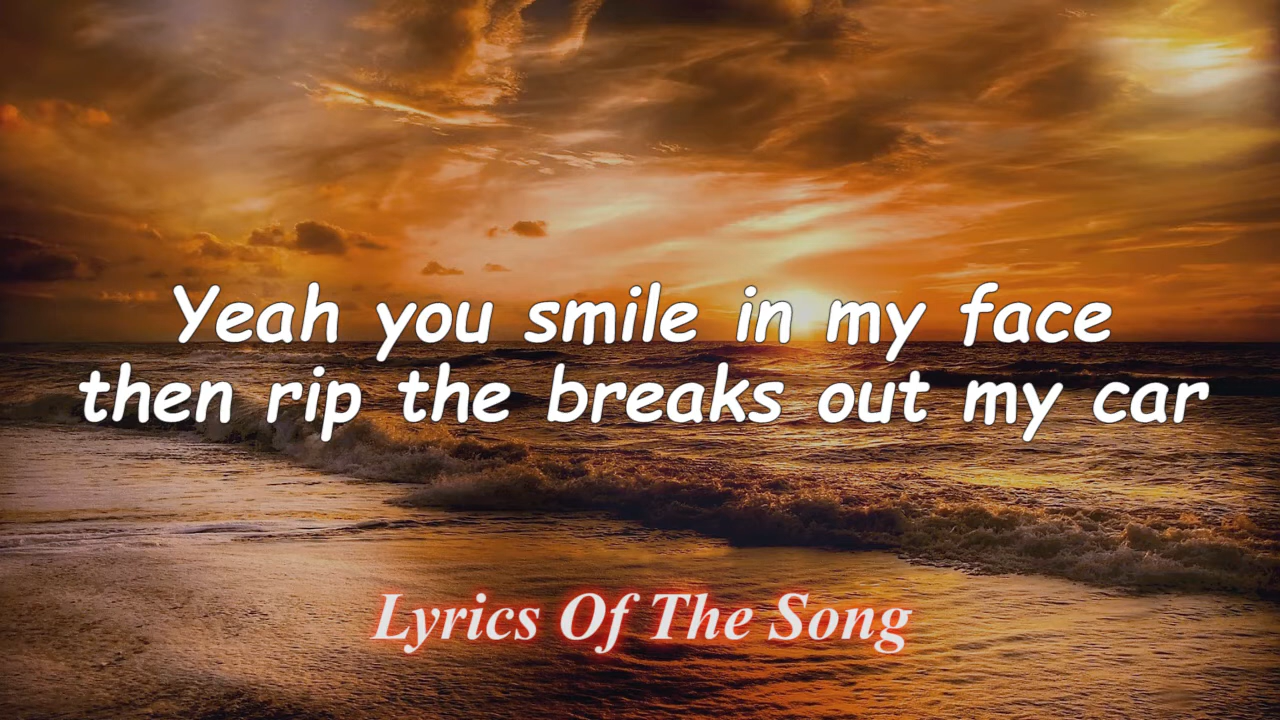 Yeah you smile in my face
then rip the breaks out my car
Lyrics Of The Song